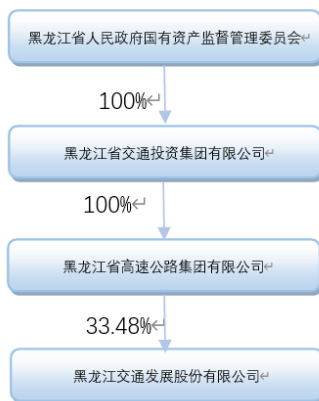 黑龙江省人民政府国有资产监督管理委员会↵
100%↵
黑龙江省交通投资集团有限公司↵
100%↵
黑龙江省高速公路集团有限公司↵
33.48%↵
黑龙江交通发展股份有限公司↵